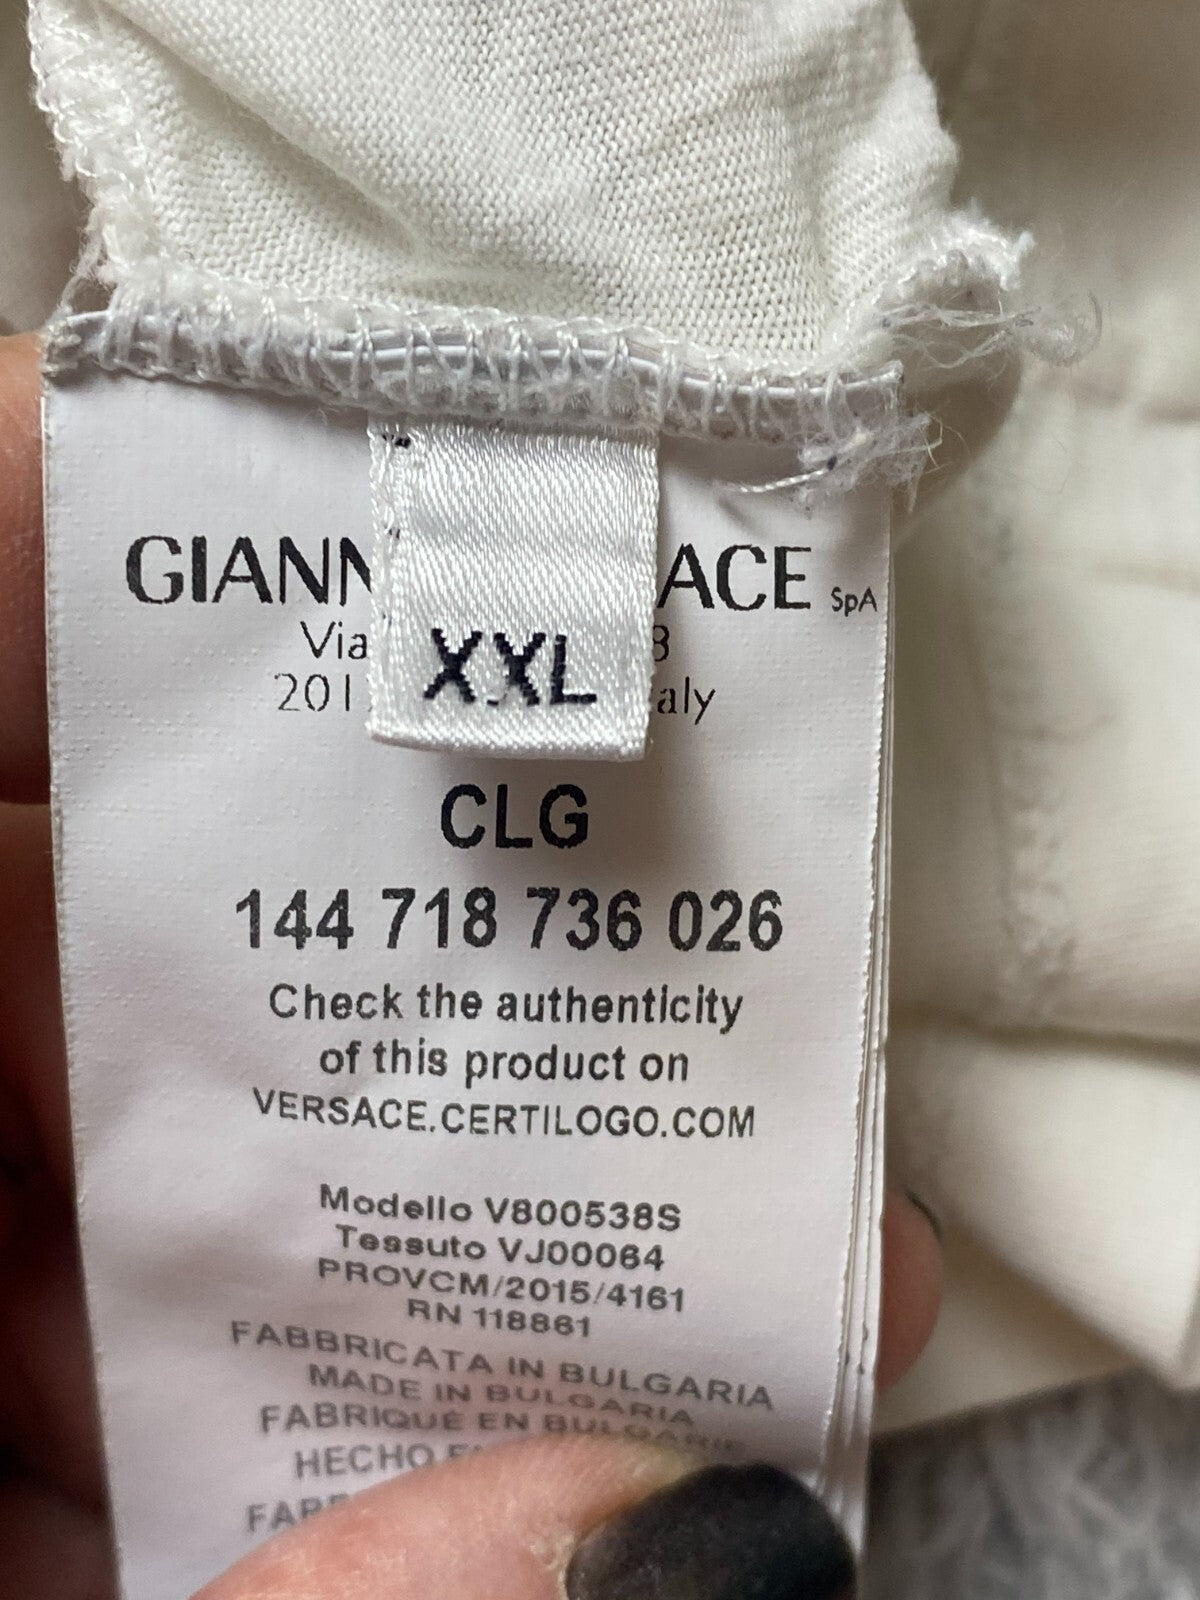 GIANN ACE SpA
Via 8
201 aly
XXL
CLG
144 718 736 026
Check the authenticity
of this product on
VERSACE.CERTILOGO.COM
Modello V800538S
Tessuto VJ00064
PROVCM/2015/4161
RN 118861
FABBRICATA IN BULGARIA
MADE IN BULGARIA
FABRIQUÉ EN BULGARIE
HECHO